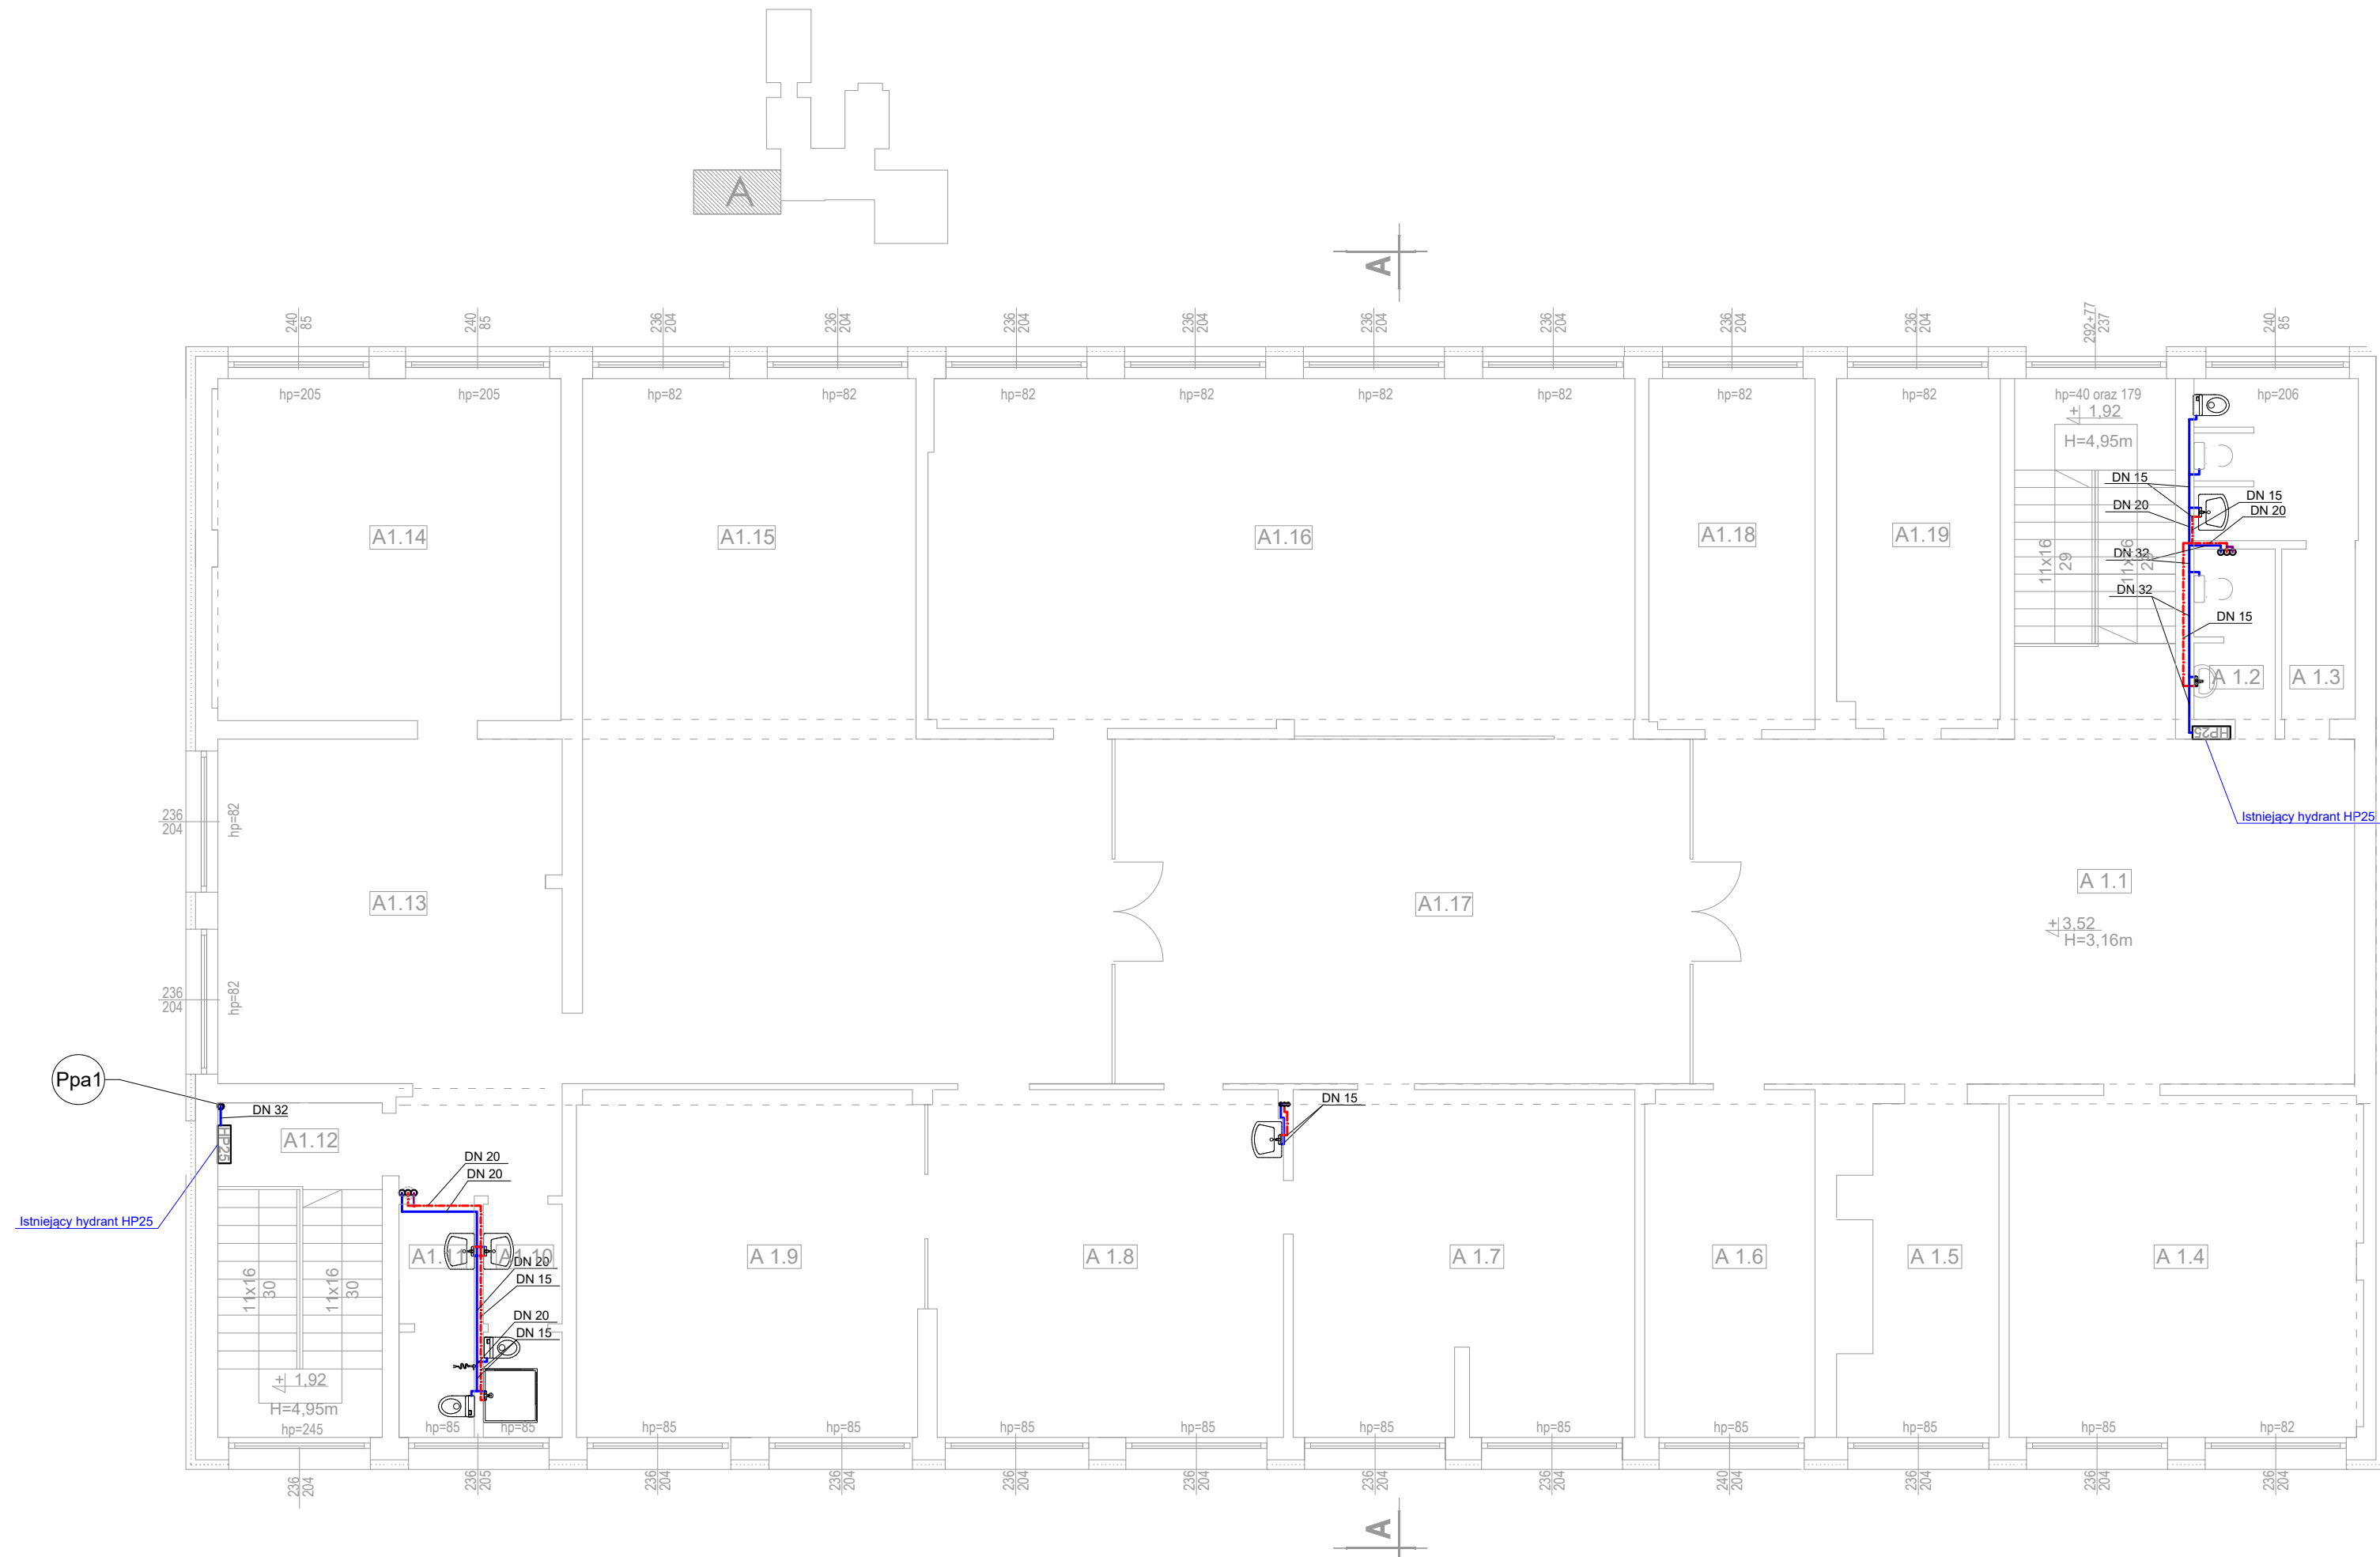 A
A
240
85
240
85
236
204
236
204
236
204
236
204
236
204
236
204
236
204
236
204
292+77
237
240
85
hp=205
hp=205
hp=82
hp=82
hp=82
hp=82
hp=82
hp=82
hp=82
hp=82
hp=40 oraz 179
hp=206
+ 1,92
H=4,95m
DN 15
DN 20
DN 15
DN 20
DN 32
DN 32
DN 15
11x16
29
11x16
29
A1.14
A1.15
A1.16
A1.18
A1.19
A 1.2
A 1.3
HP25
Istniejący hydrant HP25
236
204
hp=82
A1.13
A1.17
A 1.1
+ 3,52
H=3,16m
236
204
hp=82
Ppa1
DN 32
HP25
A1.12
DN 15
DN 20
DN 20
Istniejący hydrant HP25
A1.11
A1.10
A 1.9
A 1.8
A 1.7
A 1.6
A 1.5
A 1.4
DN 20
DN 15
11x16
30
11x16
30
DN 20
DN 15
+ 1,92
H=4,95m
hp=245
hp=85
hp=85
hp=85
hp=85
hp=85
hp=85
hp=85
hp=85
hp=85
hp=85
hp=85
hp=82
236
204
236
205
236
204
236
204
236
204
236
204
236
204
236
204
240
204
236
204
236
204
236
204
A